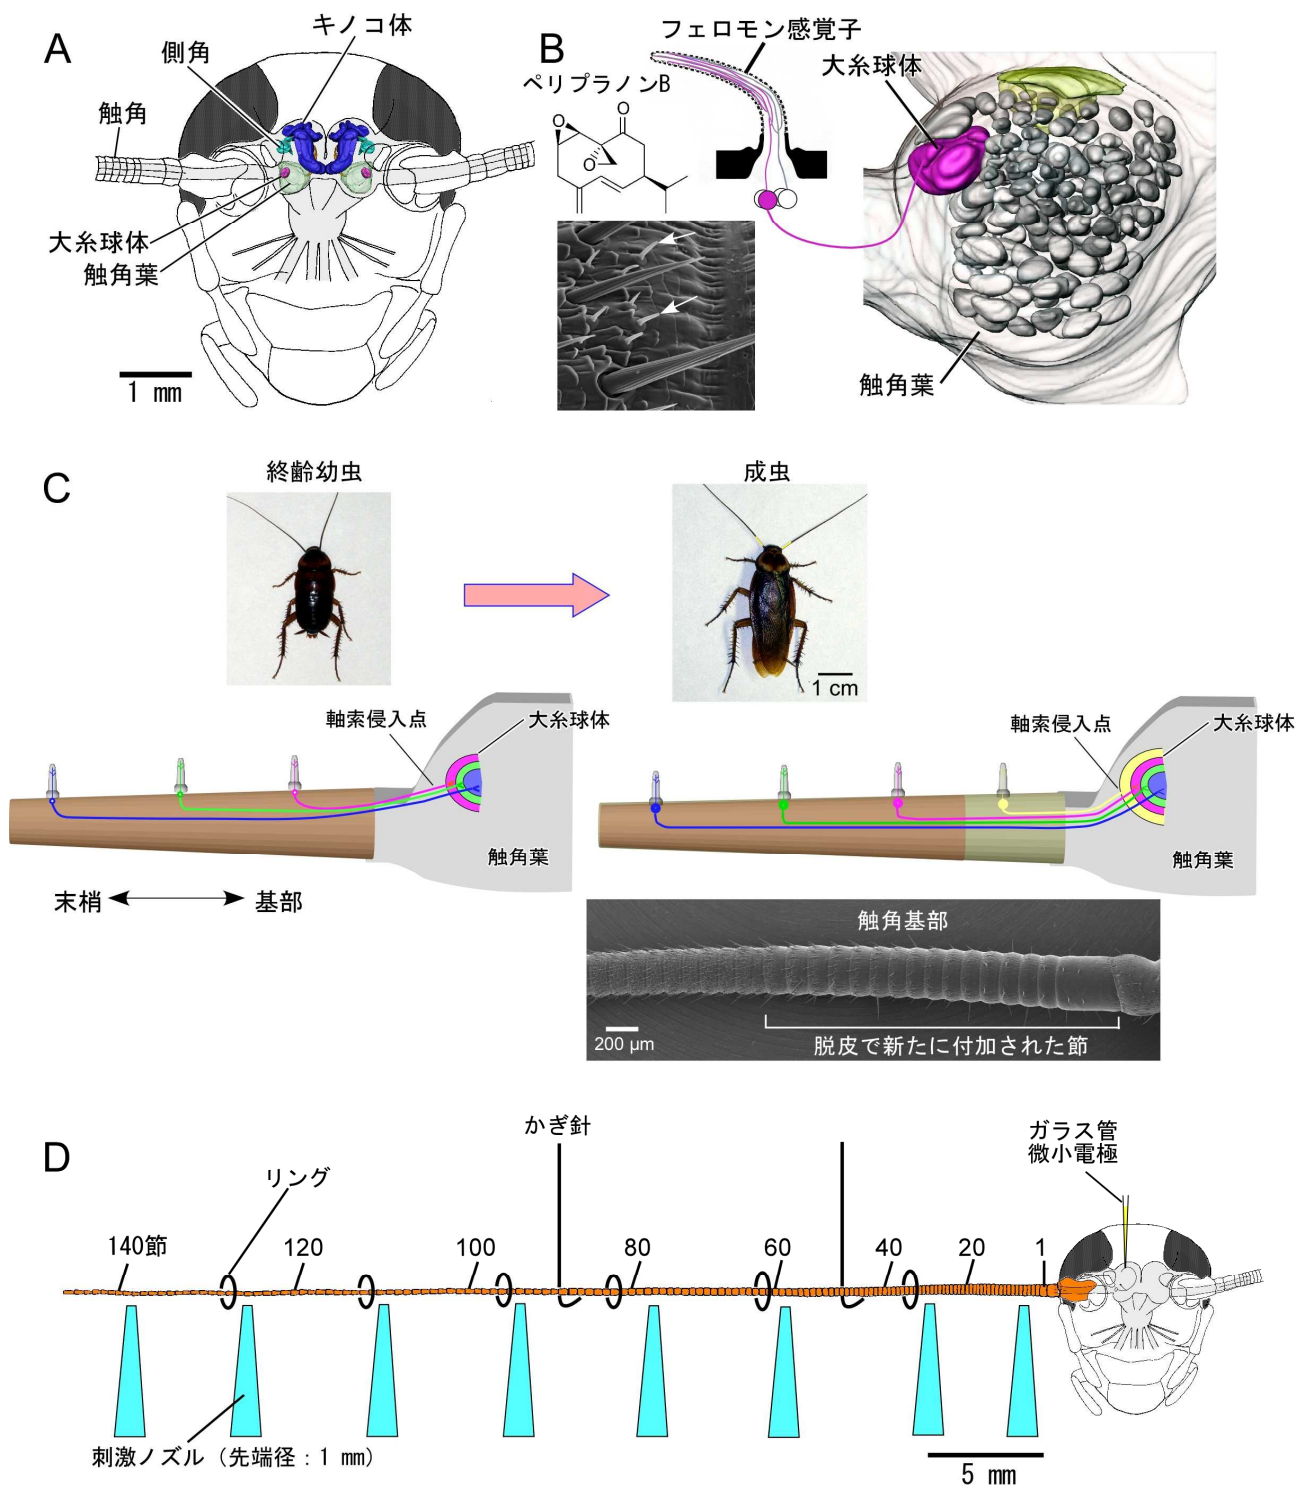 A
キノコ体
側角
触角
大糸球体
触角葉
1 mm
B
フェロモン感覚子
大糸球体
ペリプラノンB
O
O
O
触角葉
C
終齢幼虫
成虫
1 cm
軸索侵入点
大糸球体
触角葉
末梢
基部
軸索侵入点
大糸球体
触角葉
触角基部
200 μm
脱皮で新たに付加された節
D
かぎ針
ガラス管
微小電極
リング
140節
120
100
80
60
40
20
1
刺激ノズル（先端径：1 mm）
5 mm